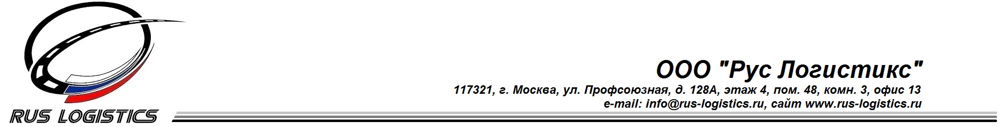 RUS LOGISTICS
ООО "Рус Логистикс"
117321, г. Москва, ул. Профсоюзная, д. 128А, этаж 4, пом. 48, комн. 3, офис 13
e-mail: info@rus-logistics.ru, сайт www.rus-logistics.ru